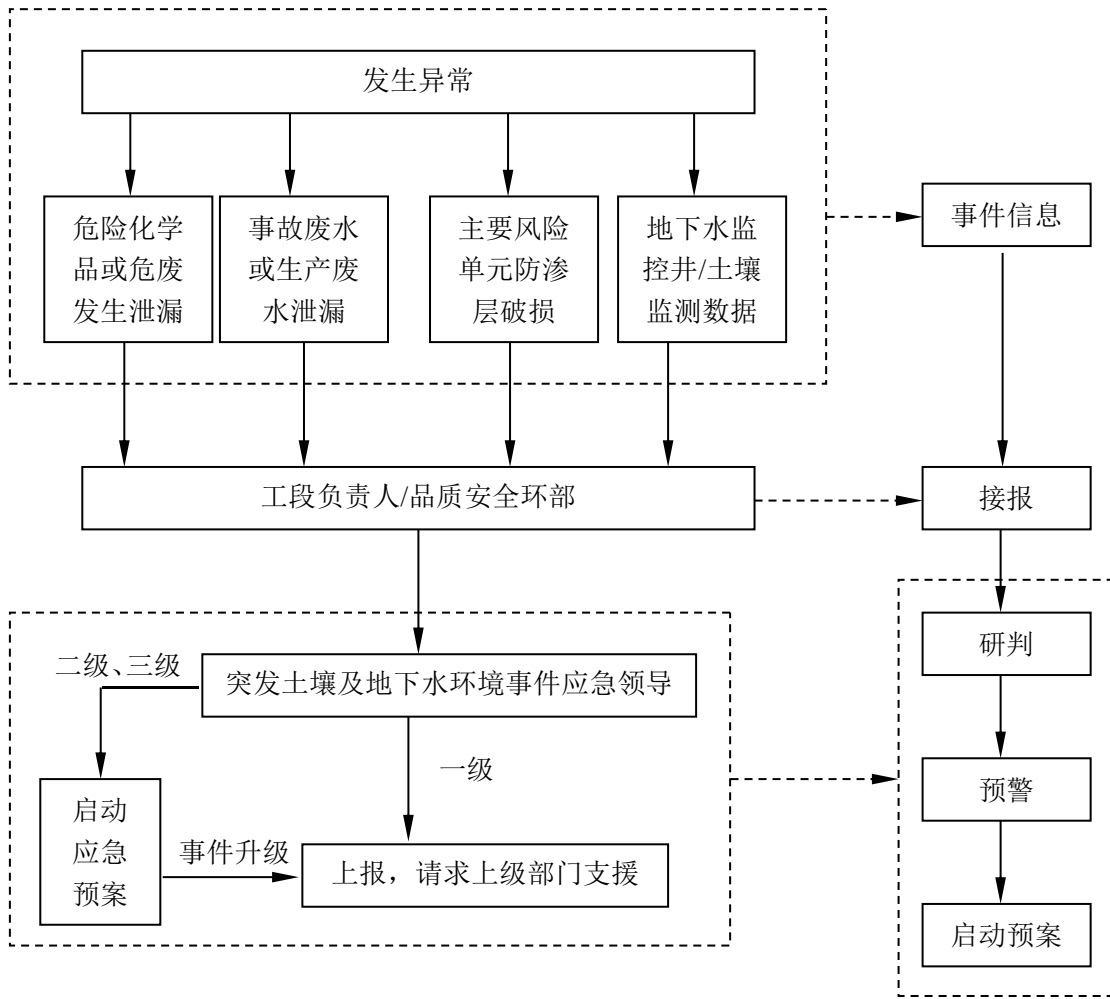 发生异常
危险化学
品或危废
发生泄漏
事故废水
或生产废
水泄漏
主要风险
单元防渗
层破损
地下水监
控井/土壤
监测数据
事件信息
工段负责人/品质安全环部
接报
二级、三级
突发土壤及地下水环境事件应急领导
研判
一级
预警
启动
应急
预案
事件升级
上报，请求上级部门支援
启动预案